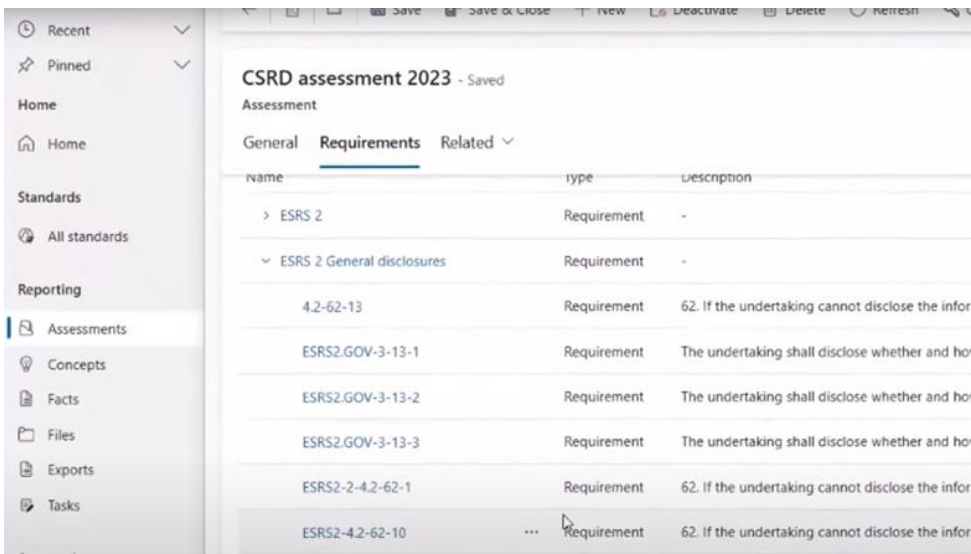 Save Save & Close New Deactivate Delete Refresh
Recent
Pinned
Home
Home
Standards
All standards
Reporting
Assessments
Concepts
Facts
Files
Exports
Tasks
CSRD assessment 2023 - Saved
Assessment
General Requirements Related
Name Type Description
ESRS 2 Requirement -
ESRS 2 General disclosures Requirement -
4.2-62-13 Requirement 62. If the undertaking cannot disclose the infor
ESRS2.GOV-3-13-1 Requirement The undertaking shall disclose whether and ho
ESRS2.GOV-3-13-2 Requirement The undertaking shall disclose whether and ho
ESRS2.GOV-3-13-3 Requirement The undertaking shall disclose whether and ho
ESRS2-2-4.2-62-1 Requirement 62. If the undertaking cannot disclose the infor
ESRS2-4.2-62-10 ... Requirement 62. If the undertaking cannot disclose the infor